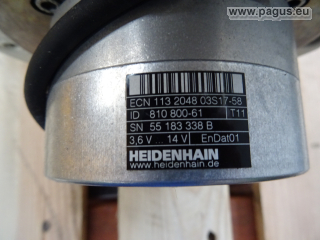 www.pagus.eu
ECN 113 2048 03S17-58
ID 810 800-61 T11
SN 55 183 338 B
3,6 V 14 V EnDat01
HEIDENHAIN
www.heidenhain.de